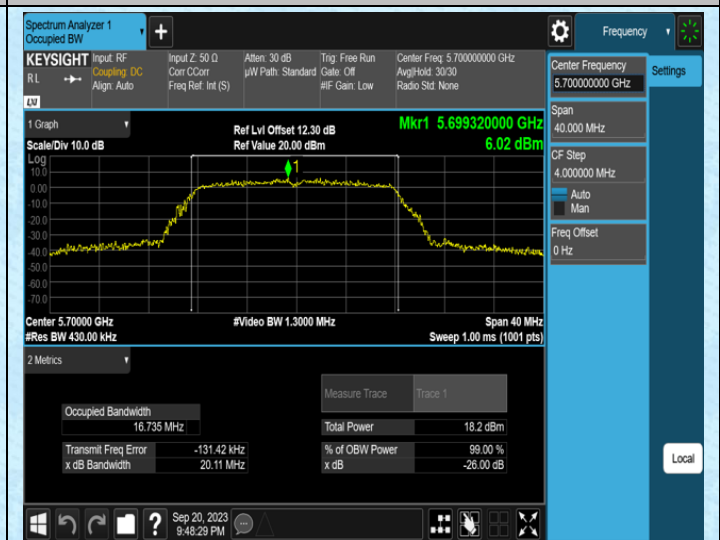 Spectrum Analyzer 1
Occupied BW
Frequency
KEYSIGHT
RL
LXI
Input: RF
Coupling: DC
Align: Auto
Input Z: 50 Ω
Corr CCorr
Freq Ref: Int (S)
Atten: 30 dB
µW Path: Standard
Trig: Free Run
Gate: Off
#IF Gain: Low
Center Freq: 5.700000000 GHz
Avg|Hold: 30/30
Radio Std: None
Center Frequency
5.700000000 GHz
Settings
Span
40.000 MHz
CF Step
4.000000 MHz
Auto
Man
Freq Offset
0 Hz
1 Graph
Scale/Div 10.0 dB
Ref Lvl Offset 12.30 dB
Ref Value 20.00 dBm
Mkr1 5.699320000 GHz
6.02 dBm
Log
10.0
0.00
-10.0
-20.0
-30.0
-40.0
-50.0
-60.0
-70.0
1
Center 5.70000 GHz
#Res BW 430.00 kHz
#Video BW 1.3000 MHz
Span 40 MHz
Sweep 1.00 ms (1001 pts)
2 Metrics
Measure Trace Trace 1
Occupied Bandwidth
16.735 MHz
Total Power 18.2 dBm
Transmit Freq Error -131.42 kHz
% of OBW Power 99.00 %
x dB Bandwidth 20.11 MHz
x dB -26.00 dB
Local
?
Sep 20, 2023
9:48:29 PM